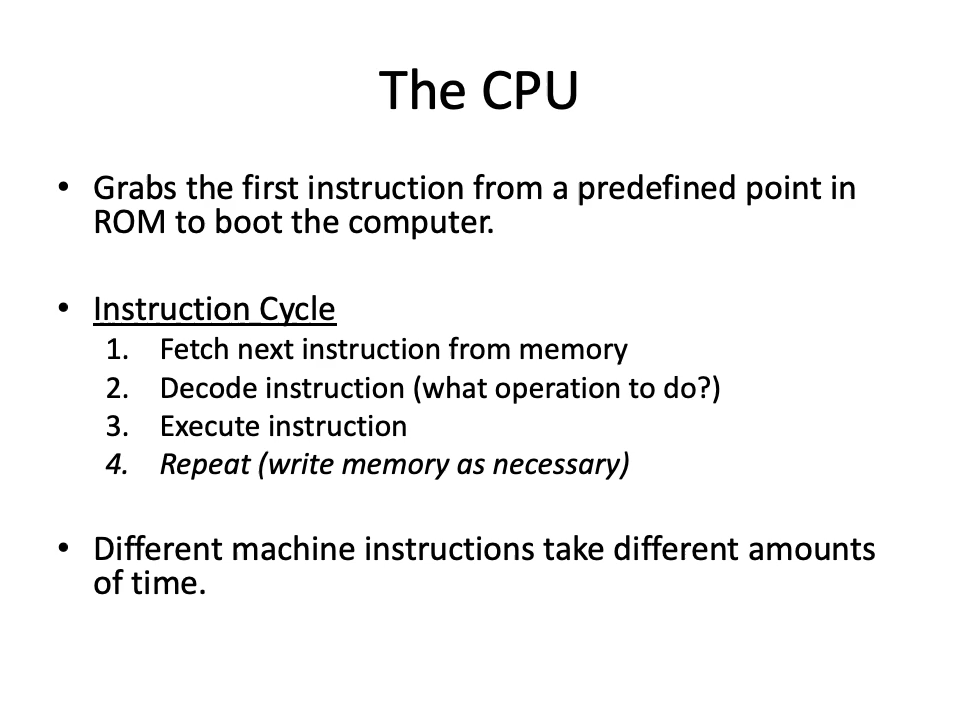 The CPU
• Grabs the first instruction from a predefined point in
ROM to boot the computer.
• Instruction Cycle
1. Fetch next instruction from memory
2. Decode instruction (what operation to do?)
3. Execute instruction
4. Repeat (write memory as necessary)
• Different machine instructions take different amounts
of time.